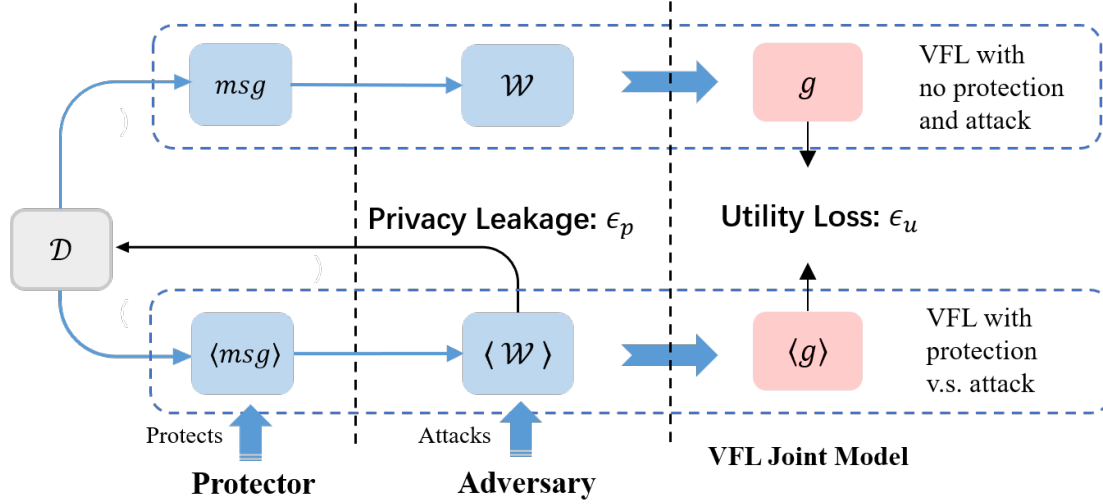 msg
𝒲
g
VFL with
no protection
and attack
𝒟
Privacy Leakage: ϵₚ
Utility Loss: ϵᵤ
⟨msg⟩
⟨𝒲⟩
⟨g⟩
VFL with
protection
v.s. attack
Protects
Attacks
Protector
Adversary
VFL Joint Model